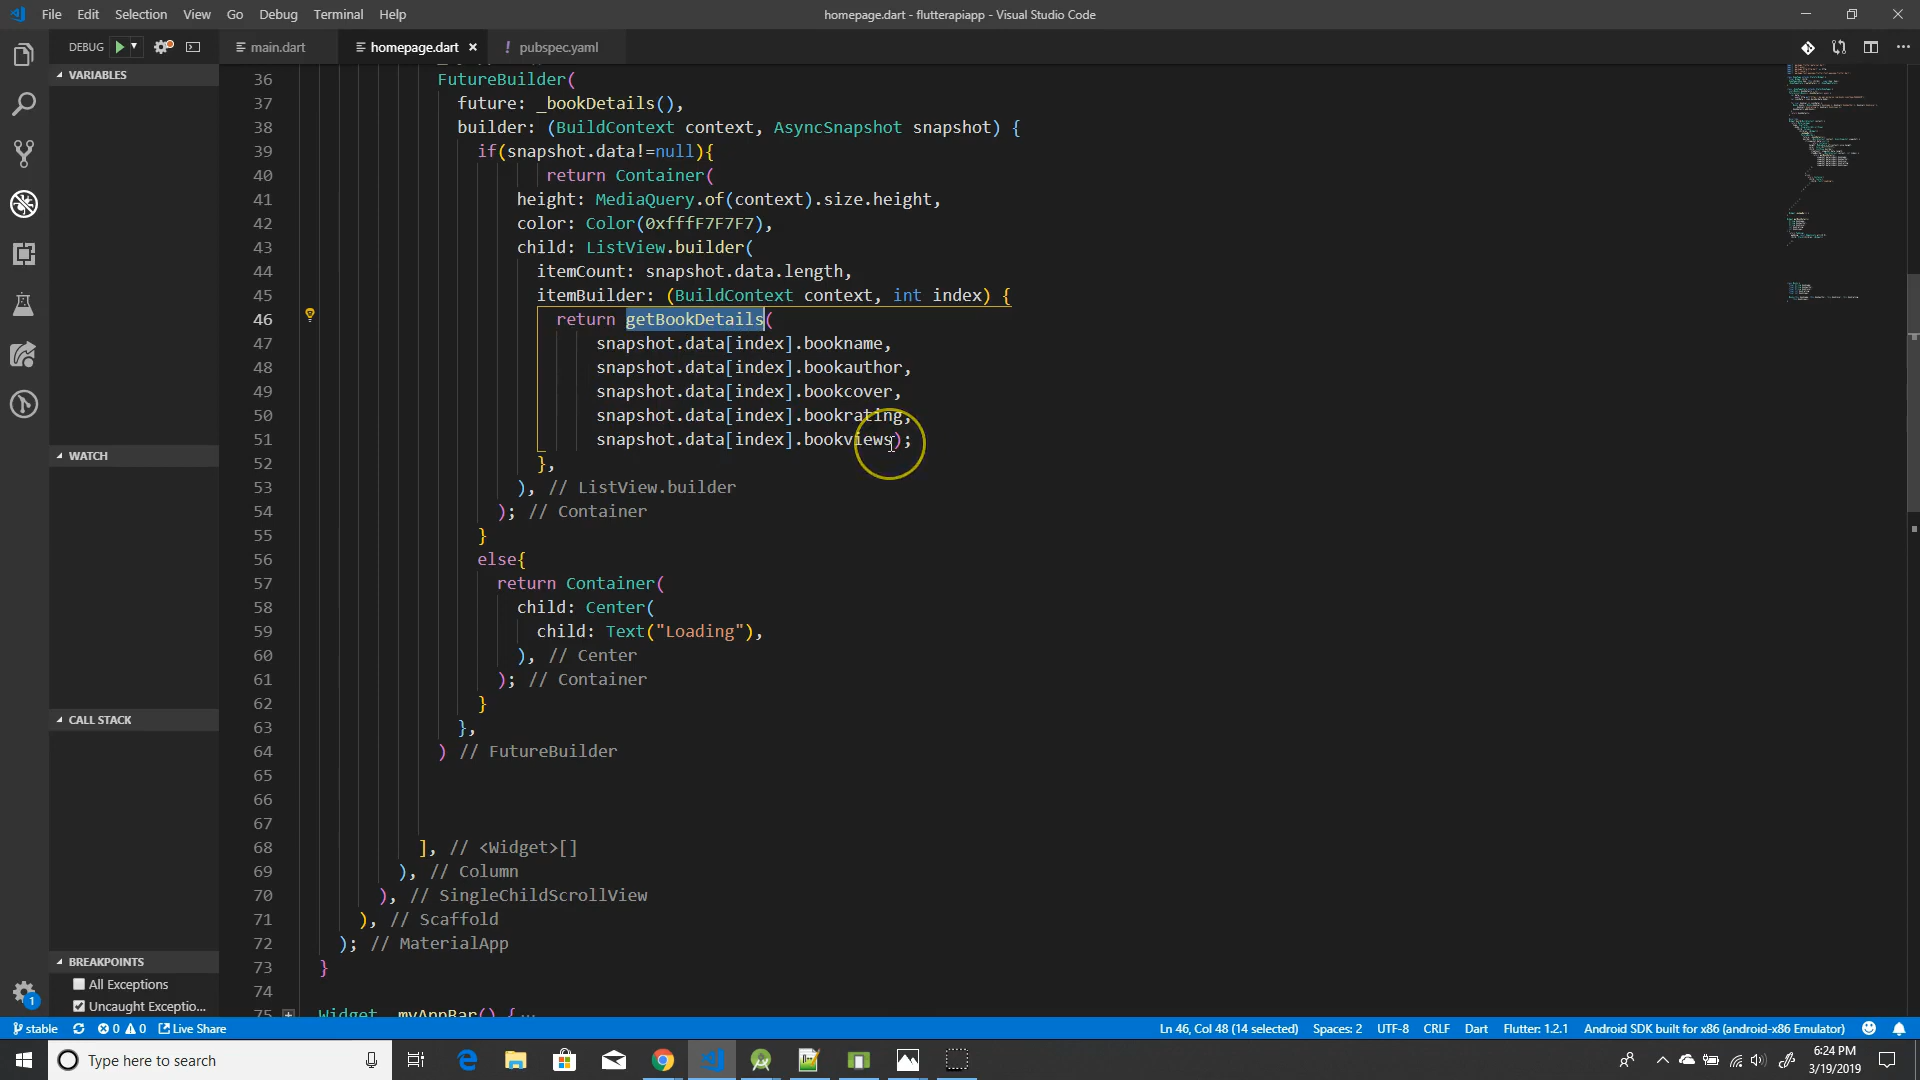 File Edit Selection View Go Debug Terminal Help
homepage.dart - flutterapiapp - Visual Studio Code
DEBUG
main.dart
homepage.dart ×
! pubspec.yaml
VARIABLES
WATCH
CALL STACK
BREAKPOINTS
All Exceptions
Uncaught Exceptio...
36 FutureBuilder(
37 future: _bookDetails(),
38 builder: (BuildContext context, AsyncSnapshot snapshot) {
39 if(snapshot.data!=null){
40 return Container(
41 height: MediaQuery.of(context).size.height,
42 color: Color(0xffF7F7F7),
43 child: ListView.builder(
44 itemCount: snapshot.data.length,
45 itemBuilder: (BuildContext context, int index) {
46 return getBookDetails(
47 snapshot.data[index].bookname,
48 snapshot.data[index].bookauthor,
49 snapshot.data[index].bookcover,
50 snapshot.data[index].bookrating,
51 snapshot.data[index].bookviews);
52 },
53 ), // ListView.builder
54 ); // Container
55 }
56 else{
57 return Container(
58 child: Center(
59 child: Text("Loading"),
60 ), // Center
61 ); // Container
62 }
63 },
64 ) // FutureBuilder
65
66
67
68 ], // <Widget>[]
69 ), // Column
70 ), // SingleChildScrollView
71 ), // Scaffold
72 ); // MaterialApp
73 }
74
75 Widget _myAppBar() {...
1
stable
0 0
Live Share
Ln 46, Col 48 (14 selected)
Spaces: 2
UTF-8
CRLF
Dart
Flutter: 1.2.1
Android SDK built for x86 (android-x86 Emulator)
Type here to search
6:24 PM
3/19/2019